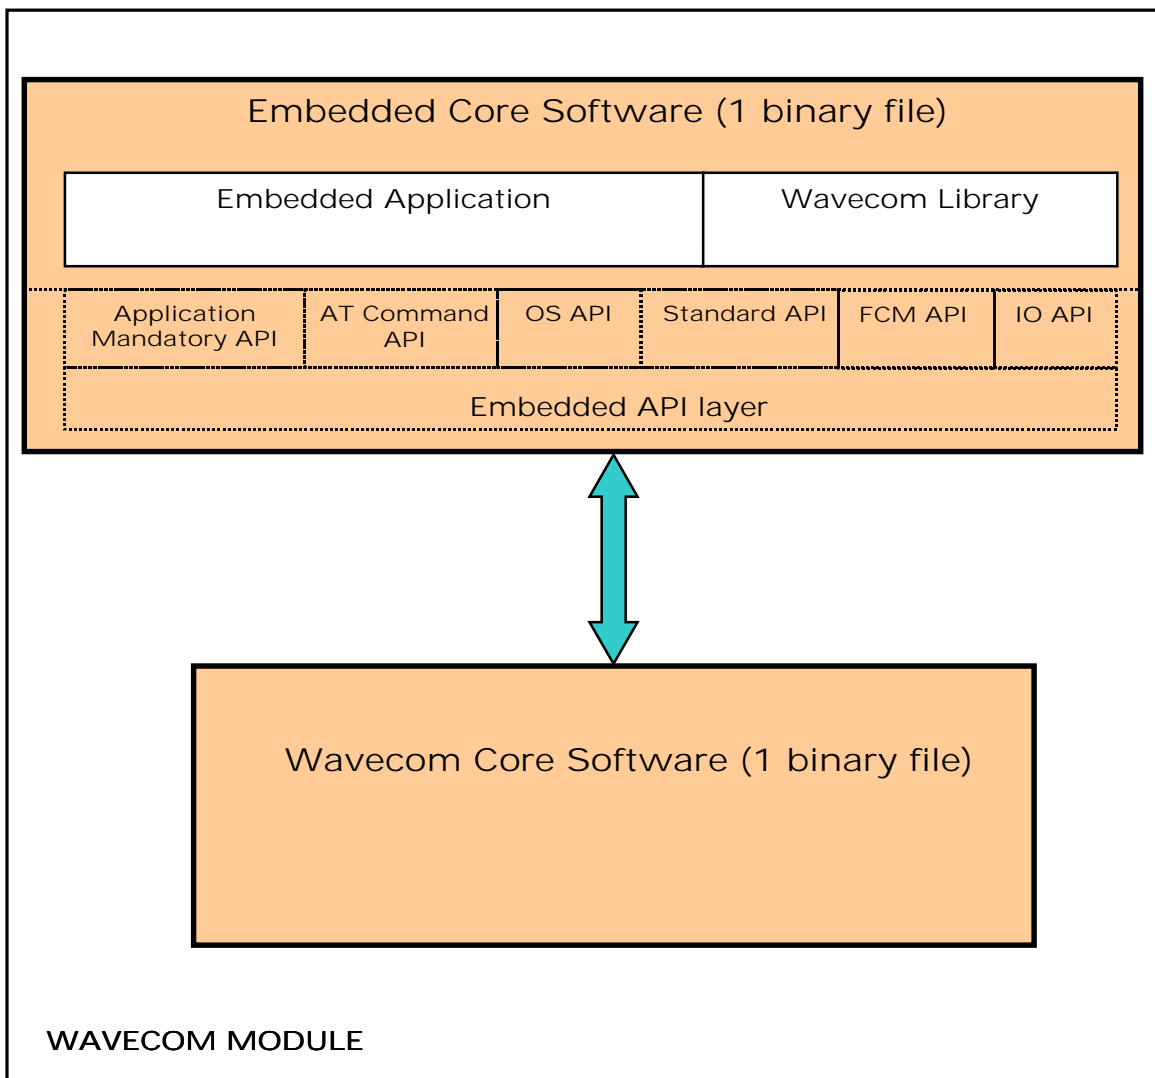 Embedded Core Software (1 binary file)
Embedded Application
Wavecom Library
Application
Mandatory API
AT Command
API
OS API
Standard API
FCM API
IO API
Embedded API layer
Wavecom Core Software (1 binary file)
WAVECOM MODULE